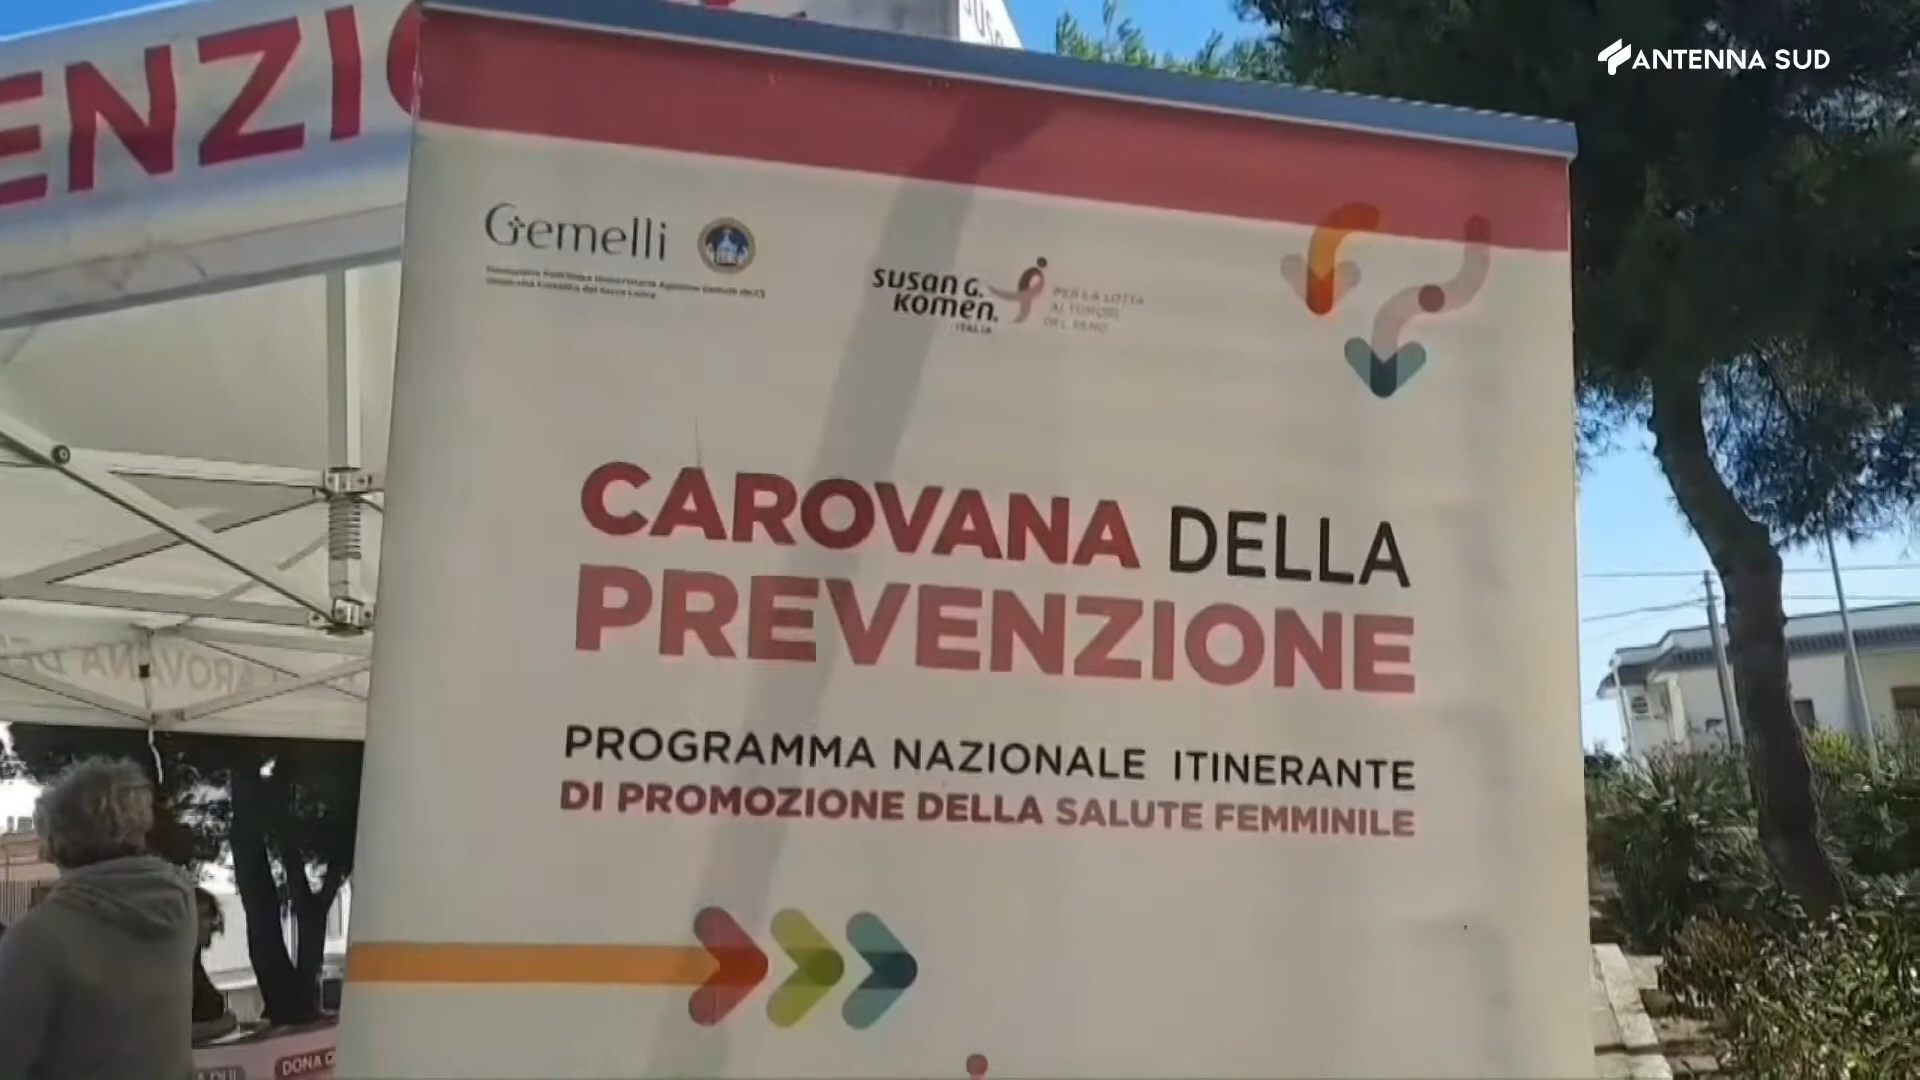 ENZI
ANTENNA SUD
Gemelli
susan G.
komen.
ITALIA
PER LA LOTTA
AI TUMORI
DEL SENO
CAROVANA DELLA
PREVENZIONE
PROGRAMMA NAZIONALE ITINERANTE
DI PROMOZIONE DELLA SALUTE FEMMINILE
DONA